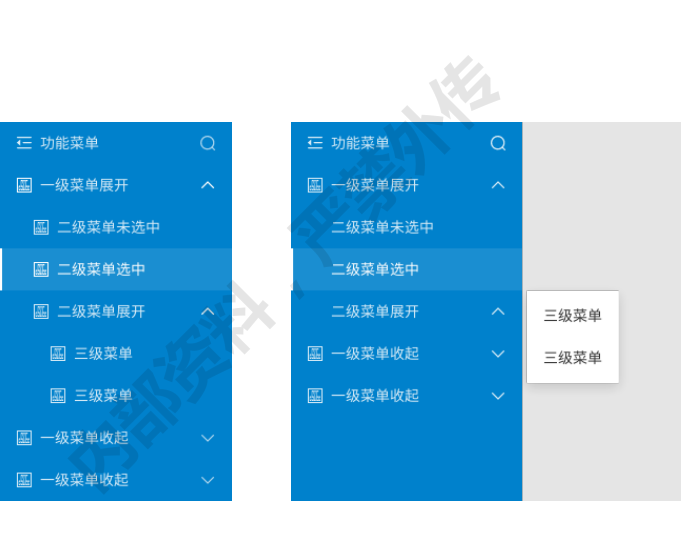 功能菜单
一级菜单展开
二级菜单未选中
二级菜单选中
二级菜单展开
三级菜单
三级菜单
一级菜单收起
一级菜单收起
功能菜单
一级菜单展开
二级菜单未选中
二级菜单选中
二级菜单展开
一级菜单收起
一级菜单收起
三级菜单
三级菜单
内部资料，严禁外传